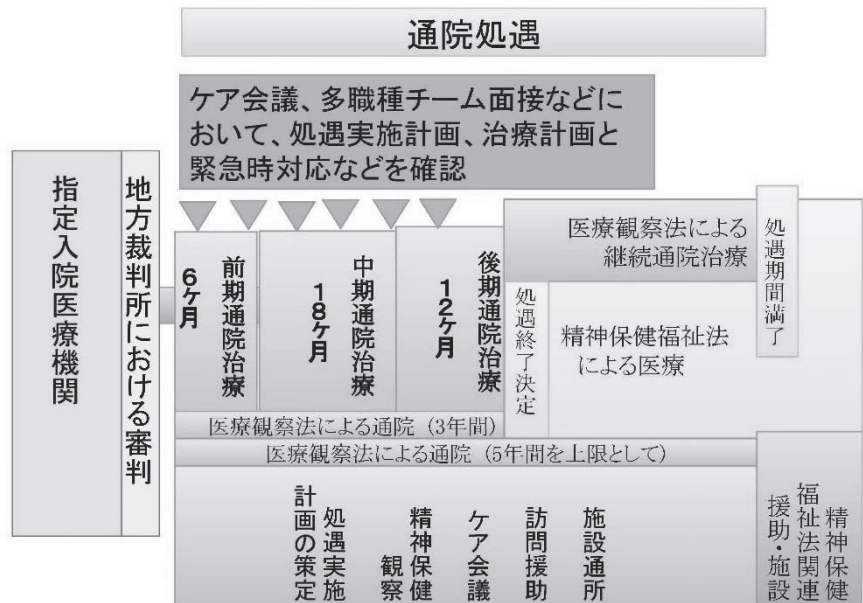 通院処遇
ケア会議、多職種チーム面接などに
おいて、処遇実施計画、治療計画と
緊急時対応などを確認
指定入院医療機関
地方裁判所における審判
前期通院治療
6ヶ月
中期通院治療
18ヶ月
後期通院治療
12ヶ月
医療観察法による
継続通院治療
処遇期間満了
処遇終了決定
精神保健福祉法
による医療
医療観察法による通院（3年間）
医療観察法による通院（5年間を上限として）
処遇実施
計画の策定
精神保健
観察
ケア会議
訪問援助
施設通所
精神保健
福祉法関連
援助・施設